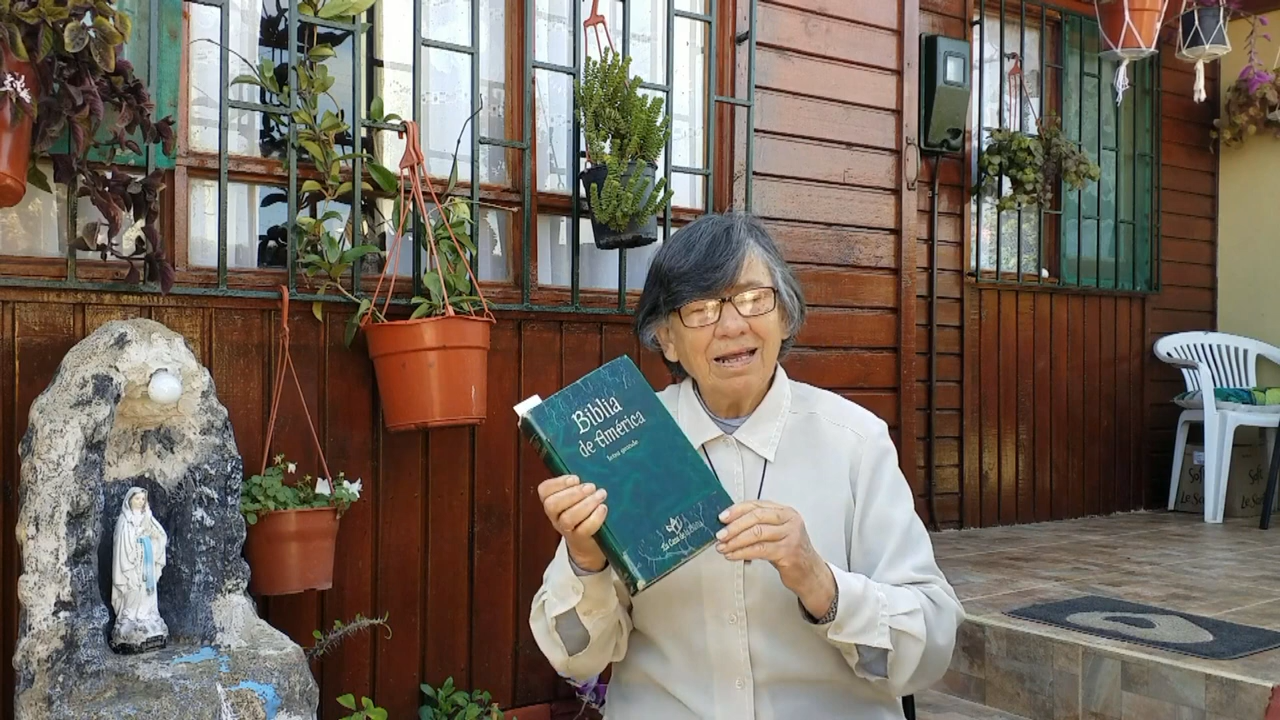 Biblia
de América
letra grande
La Casa de la Biblia